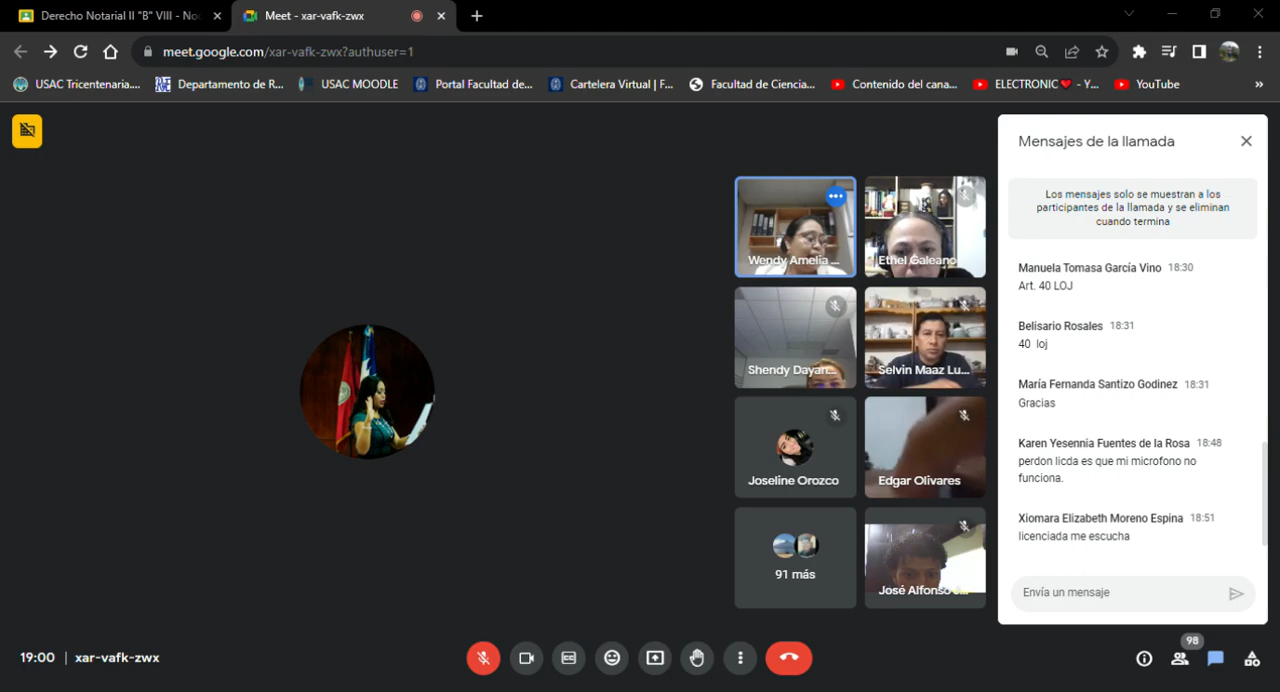 Derecho Notarial II "B" VIII - No
Meet - xar-vafk-zwx
meet.google.com/xar-vafk-zwx?authuser=1
USAC Tricentenaria....
Departamento de R...
USAC MOODLE
Portal Facultad de...
Cartelera Virtual | F...
Facultad de Ciencia...
Contenido del cana...
ELECTRONIC❤️ - Y...
YouTube
»
Mensajes de la llamada
Los mensajes solo se muestran a los
participantes de la llamada y se eliminan
cuando termina
Wendy Amelia ...
Ethel Galeano
Manuela Tomasa García Vino 18:30
Art. 40 LOJ
Belisario Rosales 18:31
40 loj
Shendy Dayan...
Selvin Maaz Lu...
María Fernanda Santizo Godinez 18:31
Gracias
Karen Yesennia Fuentes de la Rosa 18:48
perdon licda es que mi microfono no
funciona.
Joseline Orozco
Edgar Olivares
Xiomara Elizabeth Moreno Espina 18:51
licenciada me escucha
91 más
José Alfonso J...
Envía un mensaje
19:00 | xar-vafk-zwx
98